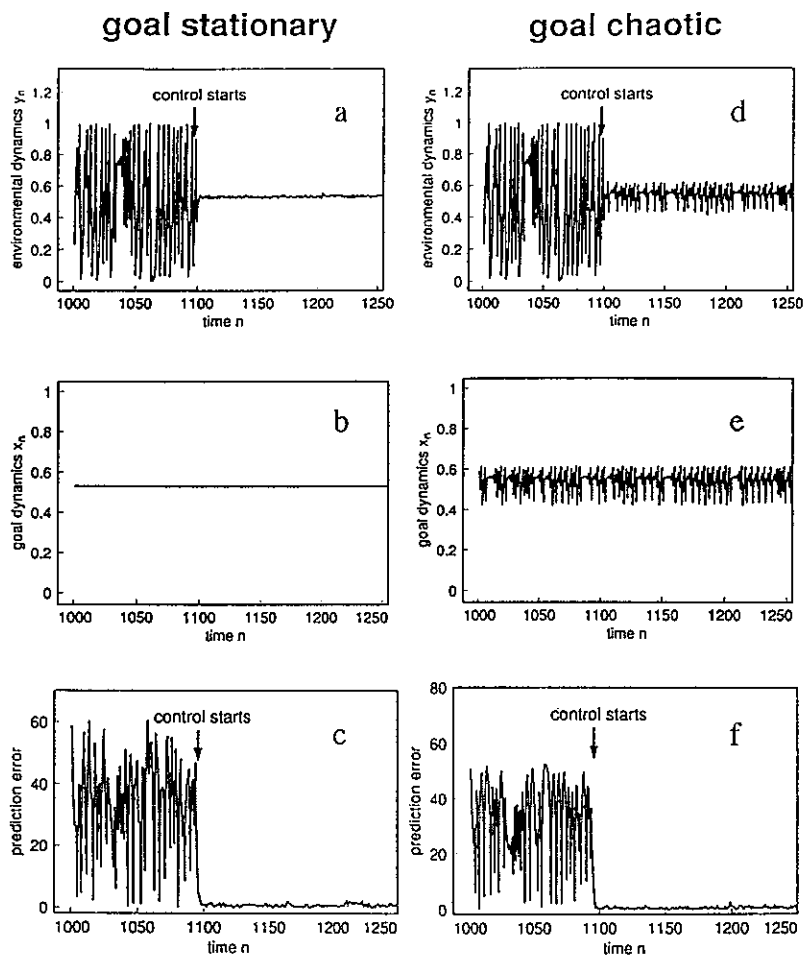 goal stationary
goal chaotic
environmental dynamics yn
1.2
1
0.8
0.6
0.4
0.2
0
control starts
a
1000
1050
1100
1150
1200
1250
time n
environmental dynamics yn
1.2
1
0.8
0.6
0.4
0.2
0
control starts
d
1000
1050
1100
1150
1200
1250
time n
goal dynamics xn
1
0.8
0.6
0.4
0.2
0
b
1000
1050
1100
1150
1200
1250
time n
goal dynamics xn
1
0.8
0.6
0.4
0.2
0
e
1000
1050
1100
1150
1200
1250
time n
prediction error
60
40
20
0
control starts
c
1000
1050
1100
1150
1200
1250
time n
prediction error
80
60
40
20
0
control starts
f
1000
1050
1100
1150
1200
1250
time n